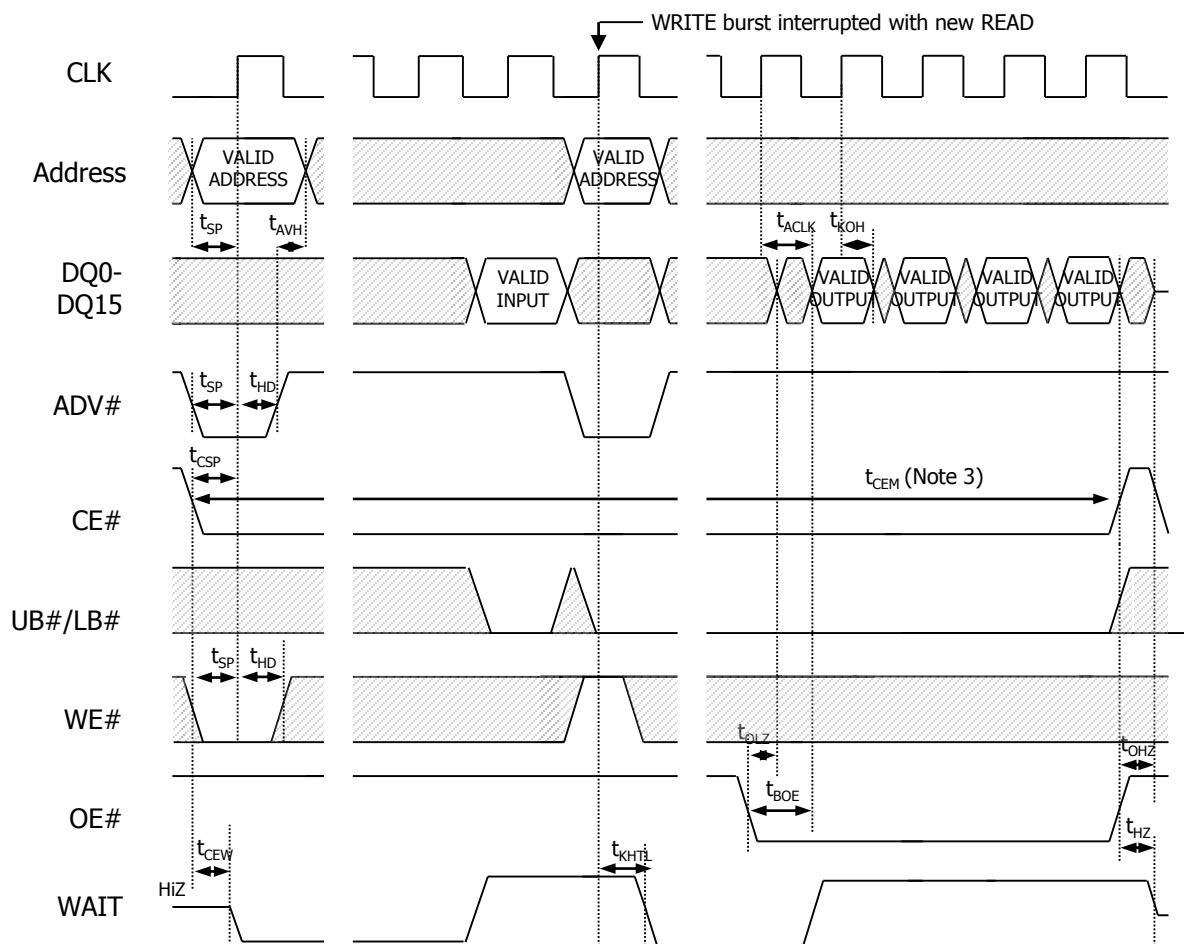 WRITE burst interrupted with new READ
CLK
Address
VALID
ADDRESS
VALID
ADDRESS
tSP
tAVH
tACLK
tKOH
DQ0-
DQ15
VALID
INPUT
VALID
OUTPUT
VALID
OUTPUT
VALID
OUTPUT
VALID
OUTPUT
ADV#
tSP
tHD
tCSP
CE#
tCEM (Note 3)
UB#/LB#
tSP
tHD
WE#
tOLZ
tOHZ
OE#
tBOE
tHZ
tCEW
tKHTL
HiZ
WAIT